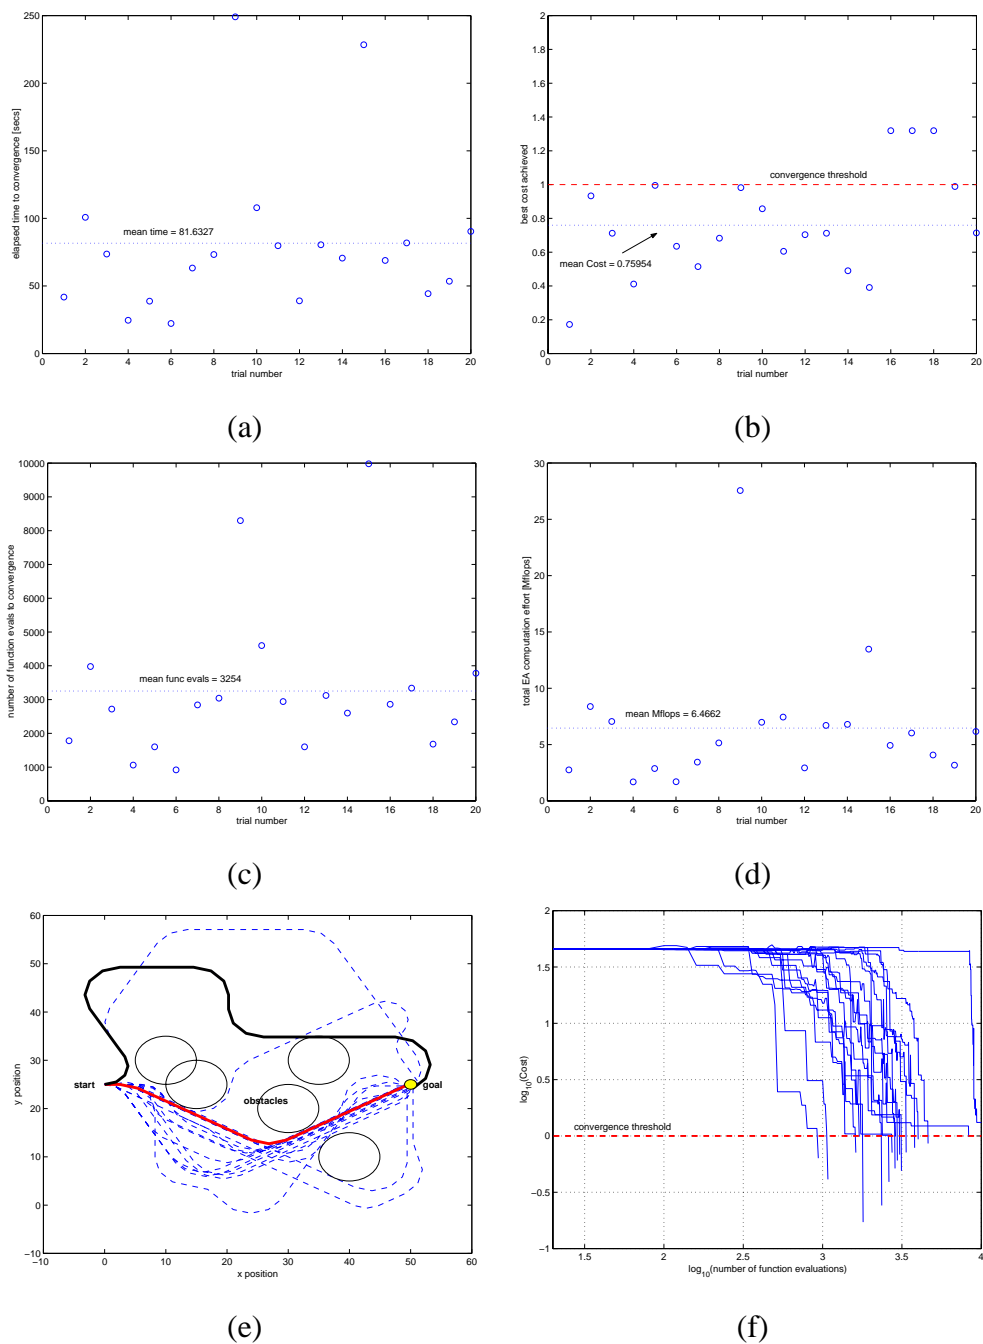 250
200
150
100
50
0
elapsed time to convergence [secs]
mean time = 81.6327
2 4 6 8 10 12 14 16 18 20
trial number
(a)
2
1.8
1.6
1.4
1.2
1
0.8
0.6
0.4
0.2
0
best cost achieved
convergence threshold
mean Cost = 0.75954
0 2 4 6 8 10 12 14 16 18 20
trial number
(b)
10000
9000
8000
7000
6000
5000
4000
3000
2000
1000
0
number of function evals to convergence
mean func evals = 3254
0 2 4 6 8 10 12 14 16 18 20
trial number
(c)
30
25
20
15
10
5
0
total EA computation effort [Mflops]
mean Mflops = 6.4662
0 2 4 6 8 10 12 14 16 18 20
trial number
(d)
60
50
40
30
20
10
0
−10
y position
start
obstacles
goal
−10 0 10 20 30 40 50 60
x position
(e)
2
1.5
1
0.5
0
−0.5
−1
log10(Cost)
convergence threshold
1.5 2 2.5 3 3.5 4
log10(number of function evaluations)
(f)